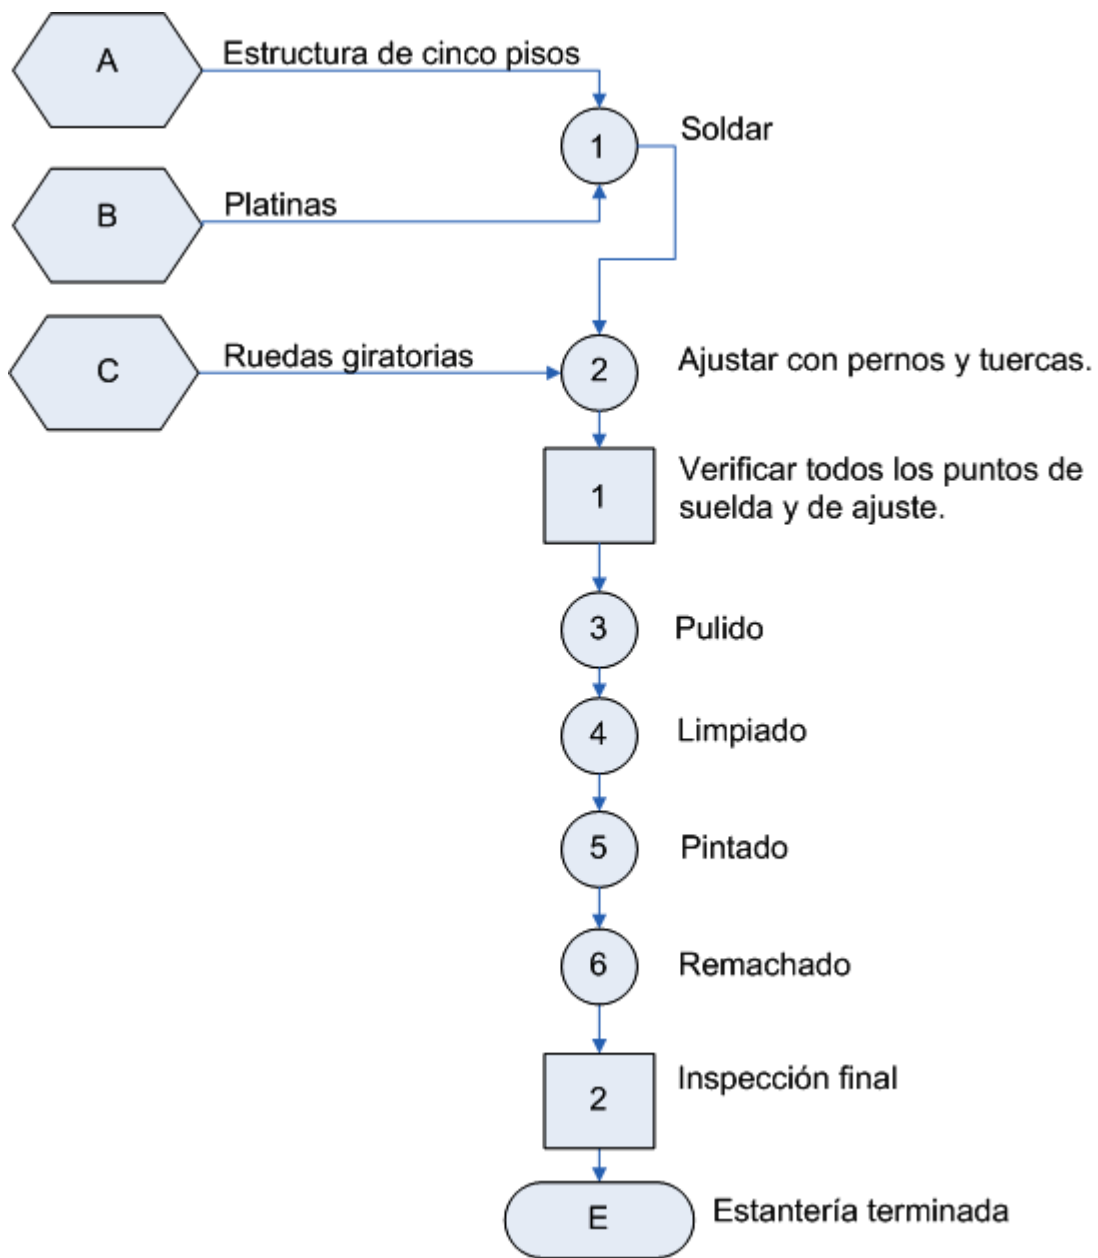 A
Estructura de cinco pisos
1
Soldar
B
Platinas
C
Ruedas giratorias
2
Ajustar con pernos y tuercas.
1
Verificar todos los puntos de
suelda y de ajuste.
3
Pulido
4
Limpiado
5
Pintado
6
Remachado
2
Inspección final
E
Estantería terminada